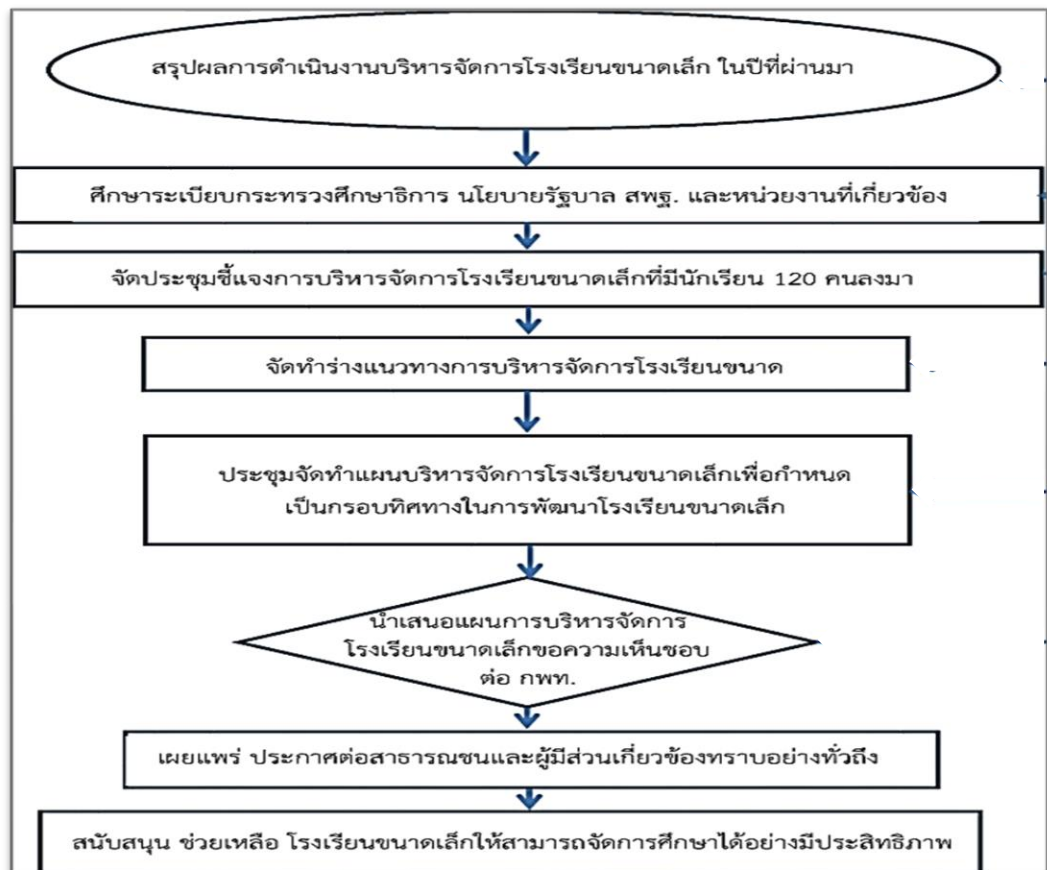 สรุปผลการดำเนินงานบริหารจัดการโรงเรียนขนาดเล็ก ในปีที่ผ่านมา
ศึกษาระเบียบกระทรวงศึกษาธิการ นโยบายรัฐบาล สพฐ. และหน่วยงานที่เกี่ยวข้อง
จัดประชุมชี้แจงการบริหารจัดการโรงเรียนขนาดเล็กที่มีนักเรียน 120 คนลงมา
จัดทำร่างแนวทางการบริหารจัดการโรงเรียนขนาด
ประชุมจัดทำแผนบริหารจัดการโรงเรียนขนาดเล็กเพื่อกำหนด
เป็นกรอบทิศทางในการพัฒนาโรงเรียนขนาดเล็ก
นำเสนอแผนการบริหารจัดการ
โรงเรียนขนาดเล็กขอความเห็นชอบ
ต่อ กพท.
เผยแพร่ ประกาศต่อสาธารณชนและผู้มีส่วนเกี่ยวข้องทราบอย่างทั่วถึง
สนับสนุน ช่วยเหลือ โรงเรียนขนาดเล็กให้สามารถจัดการศึกษาได้อย่างมีประสิทธิภาพ